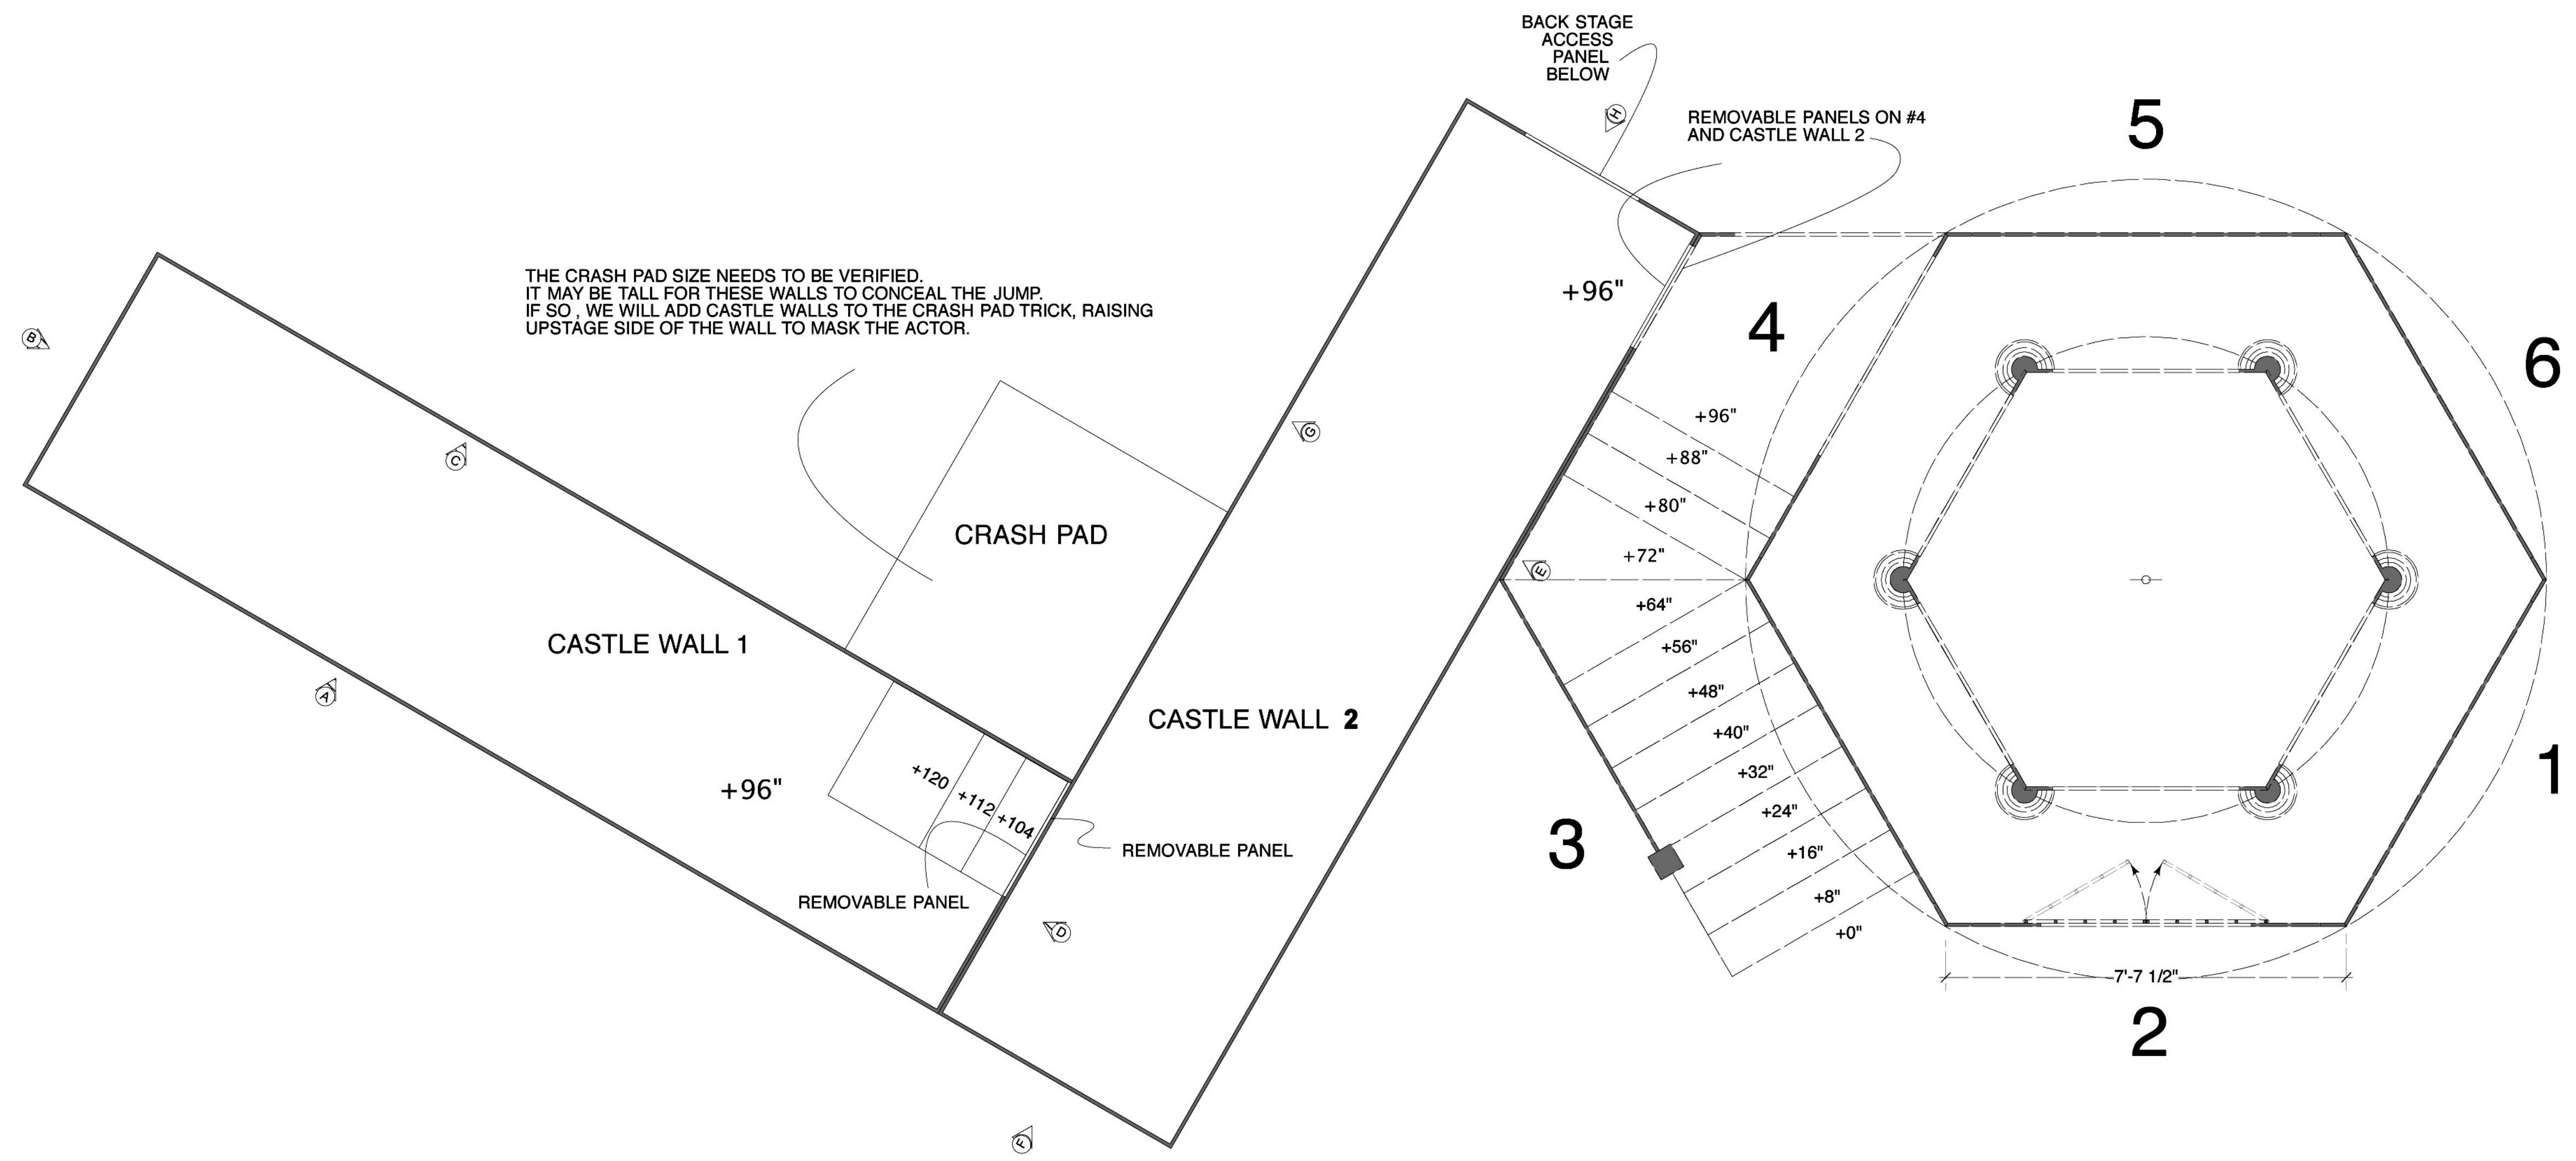 BACK STAGE
ACCESS
PANEL
BELOW
H
REMOVABLE PANELS ON #4
AND CASTLE WALL 2
5
THE CRASH PAD SIZE NEEDS TO BE VERIFIED.
IT MAY BE TALL FOR THESE WALLS TO CONCEAL THE JUMP.
IF SO , WE WILL ADD CASTLE WALLS TO THE CRASH PAD TRICK, RAISING
UPSTAGE SIDE OF THE WALL TO MASK THE ACTOR.
+96"
4
6
B
C
G
+96"
+88"
+80"
+72"
E
+64"
+56"
+48"
+40"
+32"
+24"
+16"
+8"
+0"
CRASH PAD
CASTLE WALL 1
A
CASTLE WALL 2
+96"
+120
+112
+104
REMOVABLE PANEL
REMOVABLE PANEL
D
F
3
1
7'-7 1/2"
2